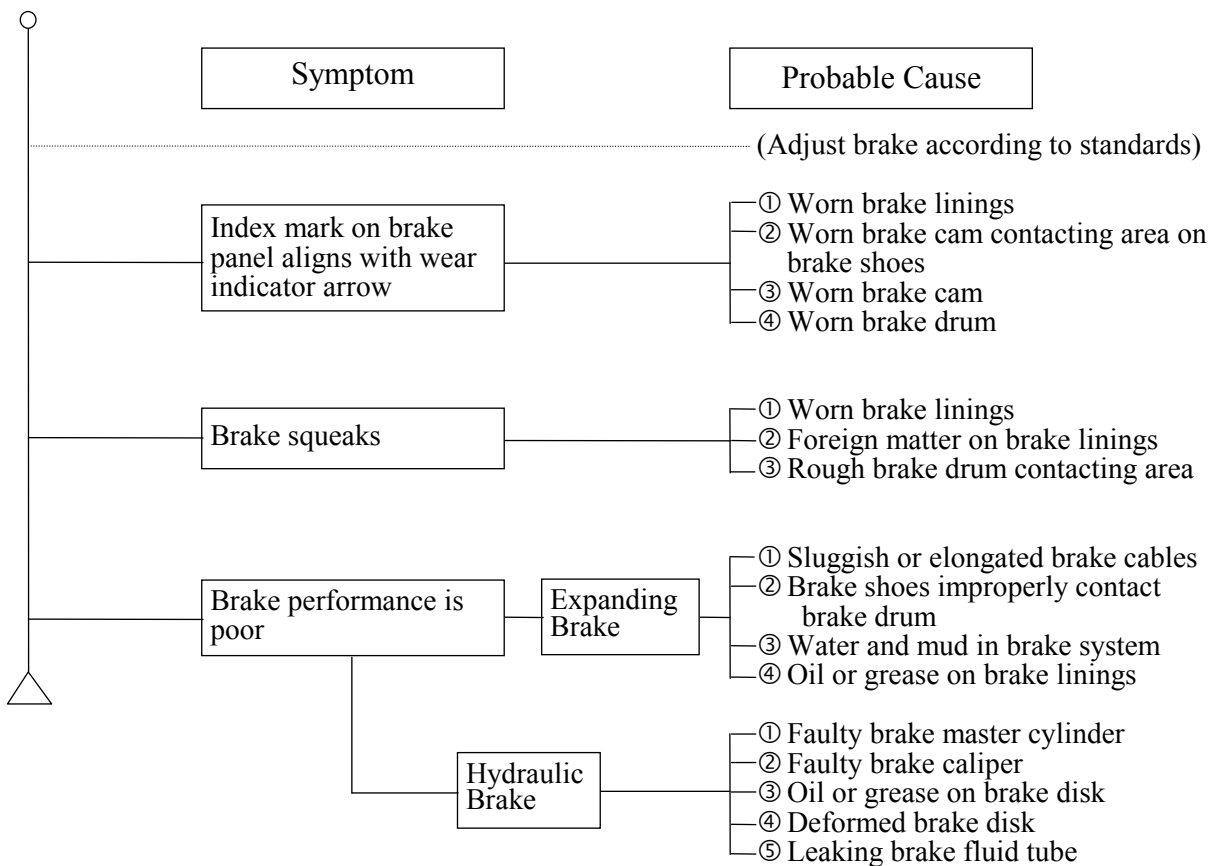 Symptom
Probable Cause
(Adjust brake according to standards)
Index mark on brake
panel aligns with wear
indicator arrow
① Worn brake linings
② Worn brake cam contacting area on
brake shoes
③ Worn brake cam
④ Worn brake drum
Brake squeaks
① Worn brake linings
② Foreign matter on brake linings
③ Rough brake drum contacting area
Brake performance is
poor
Expanding
Brake
① Sluggish or elongated brake cables
② Brake shoes improperly contact
brake drum
③ Water and mud in brake system
④ Oil or grease on brake linings
Hydraulic
Brake
① Faulty brake master cylinder
② Faulty brake caliper
③ Oil or grease on brake disk
④ Deformed brake disk
⑤ Leaking brake fluid tube